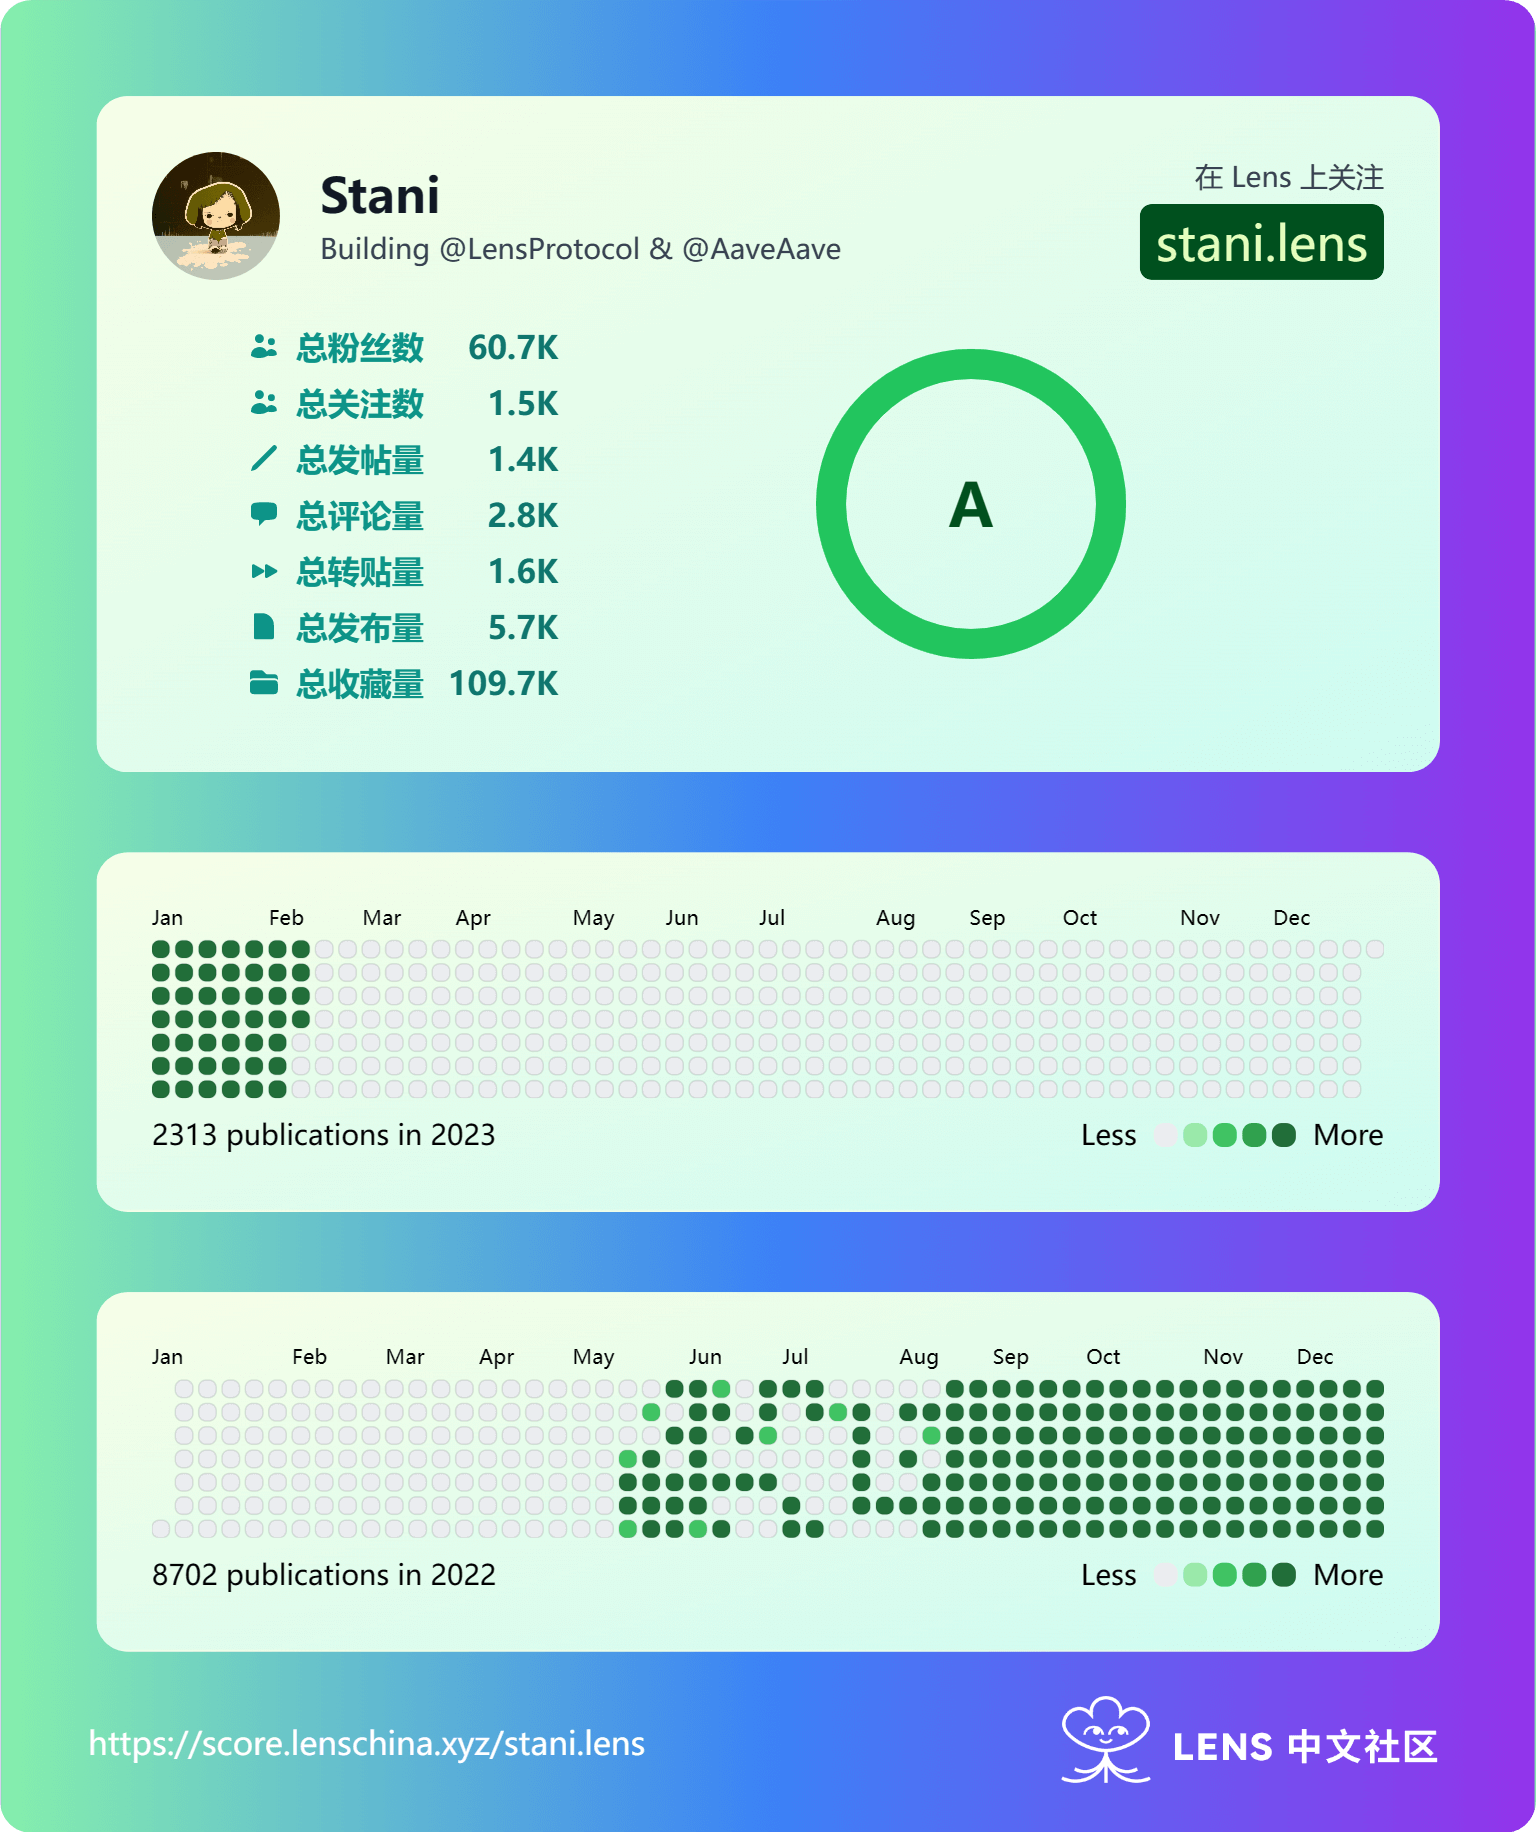 Stani
Building @LensProtocol & @AaveAave
在 Lens 上关注
stani.lens
总粉丝数 60.7K
总关注数 1.5K
总发帖量 1.4K
总评论量 2.8K
总转贴量 1.6K
总发布量 5.7K
总收藏量 109.7K
A
Jan Feb Mar Apr May Jun Jul Aug Sep Oct Nov Dec
2313 publications in 2023
Less More
Jan Feb Mar Apr May Jun Jul Aug Sep Oct Nov Dec
8702 publications in 2022
Less More
https://score.lenschina.xyz/stani.lens
LENS 中文社区